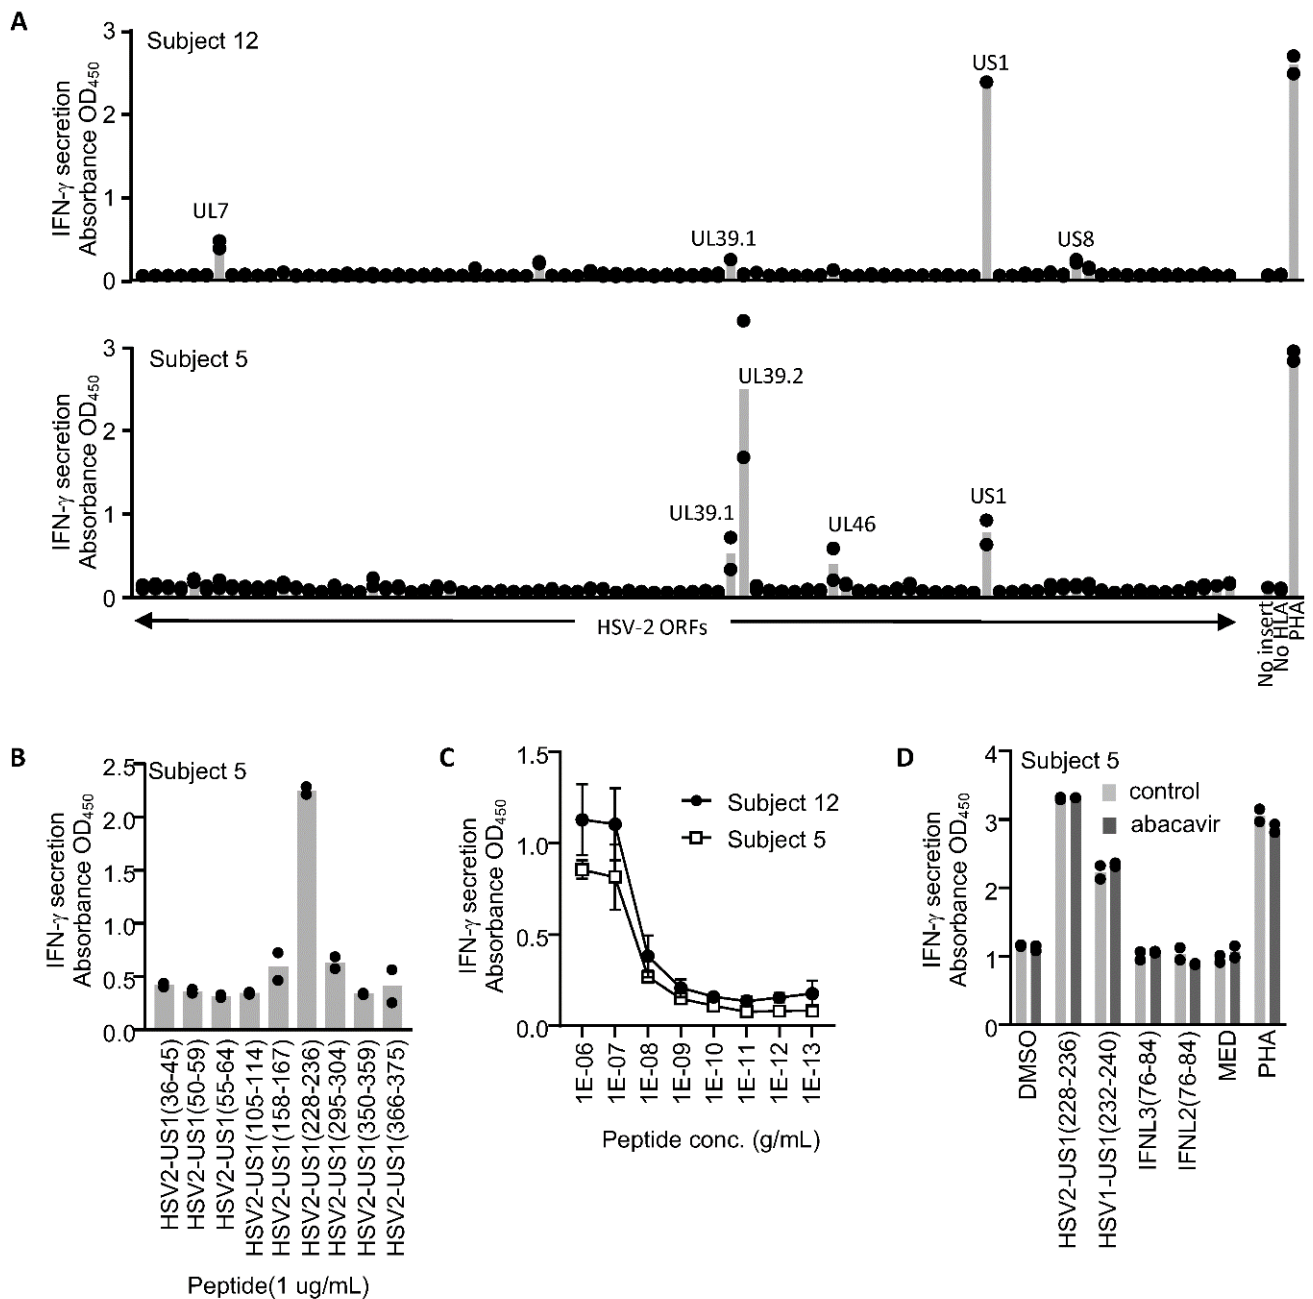 A
Subject 12
IFN-γ secretion
Absorbance OD450
3
2
1
0
UL7
UL39.1
US1
US8
Subject 5
IFN-γ secretion
Absorbance OD450
3
2
1
0
UL39.1
UL39.2
UL46
US1
HSV-2 ORFs
No insert
No HLA
PHA
B
Subject 5
IFN-γ secretion
Absorbance OD450
2.5
2.0
1.5
1.0
0.5
0.0
HSV2-US1(36-45)
HSV2-US1(50-59)
HSV2-US1(55-64)
HSV2-US1(105-114)
HSV2-US1(158-167)
HSV2-US1(228-236)
HSV2-US1(295-304)
HSV2-US1(350-359)
HSV2-US1(366-375)
Peptide(1 ug/mL)
C
IFN-γ secretion
Absorbance OD450
1.5
1.0
0.5
0.0
Subject 12
Subject 5
1E-06
1E-07
1E-08
1E-09
1E-10
1E-11
1E-12
1E-13
Peptide conc. (g/mL)
D
Subject 5
control
abacavir
IFN-γ secretion
Absorbance OD450
4
3
2
1
0
DMSO
HSV2-US1(228-236)
HSV1-US1(232-240)
IFNL3(76-84)
IFNL2(76-84)
MED
PHA